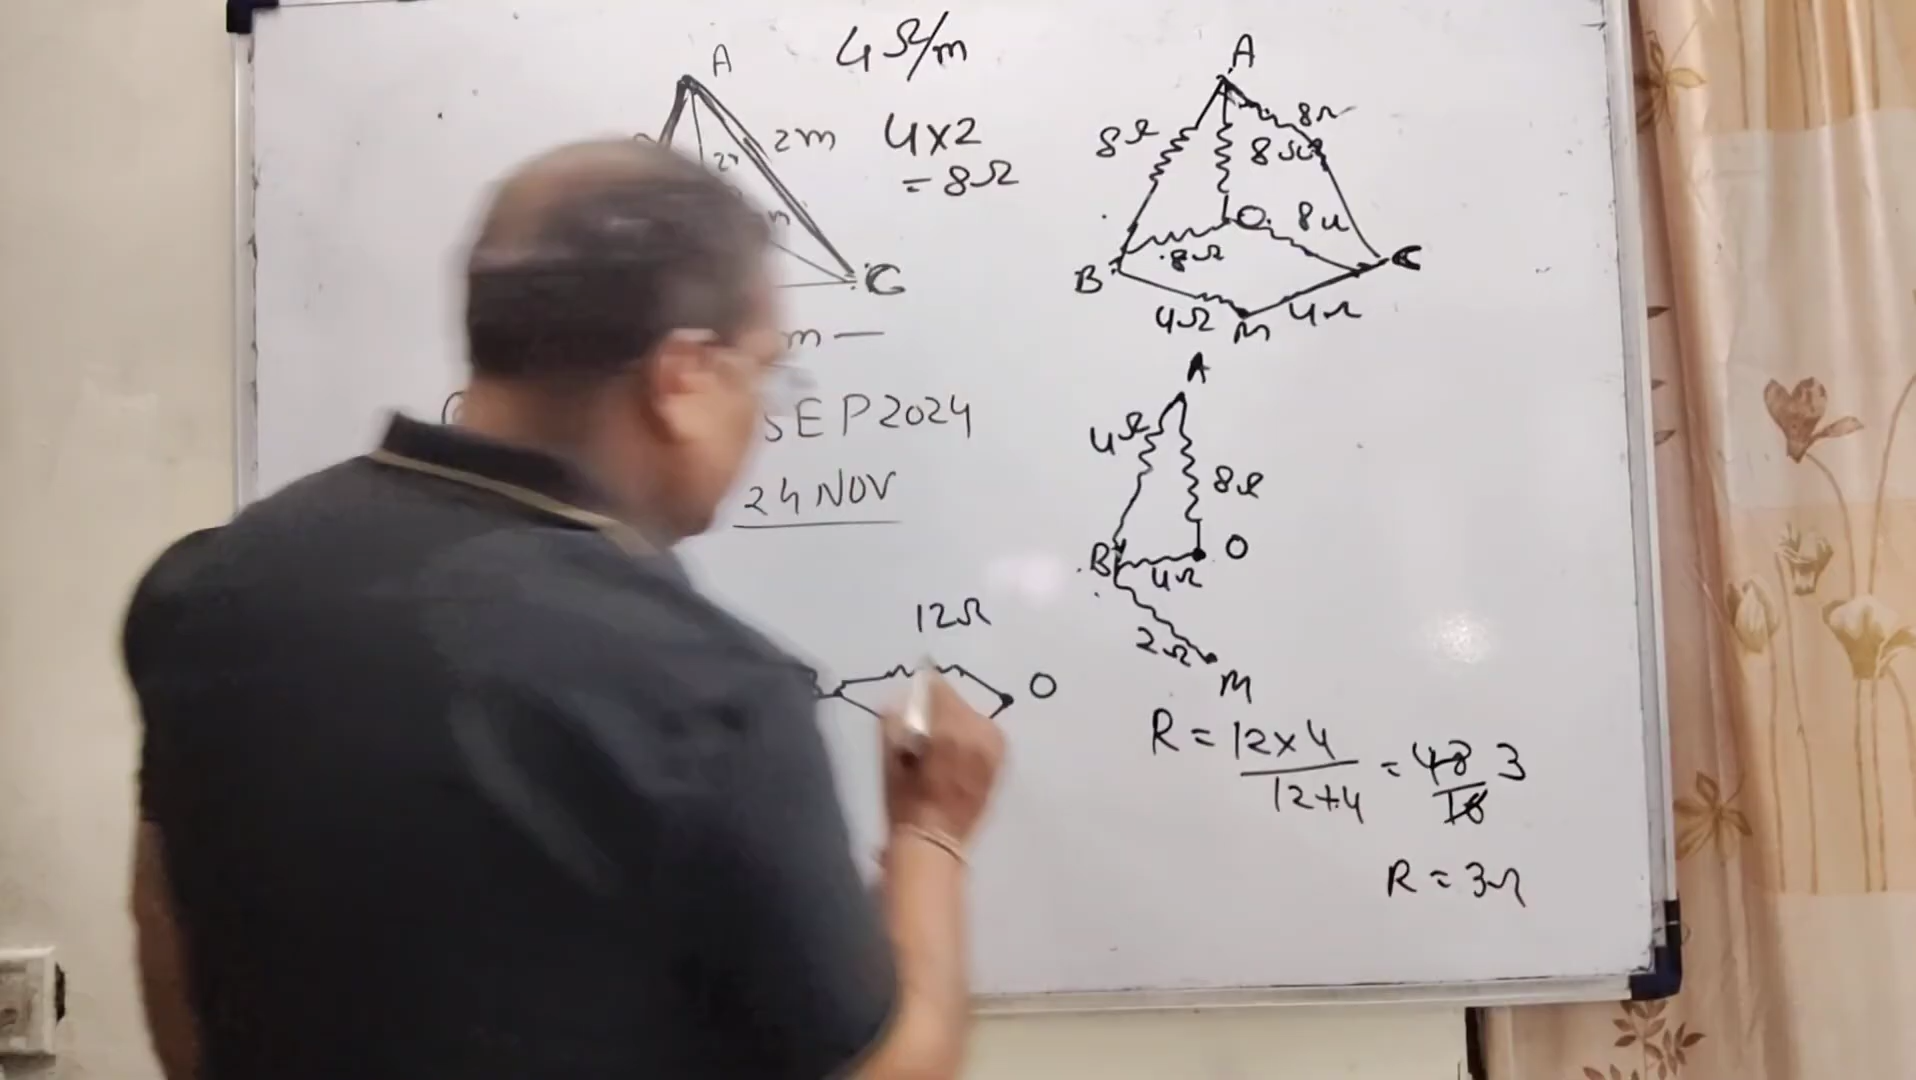 A
4Ω/m
2m
4×2
= 8Ω
C
m —
SEP 2024
24 NOV
12Ω
O
A
8Ω
8Ω
8Ω
O
8Ω
8Ω
B
C
4Ω
M
4Ω
A
4Ω
8Ω
B
4Ω
O
2Ω
M
R = 12×4 / 12+4 = 48/16 3
R = 3Ω